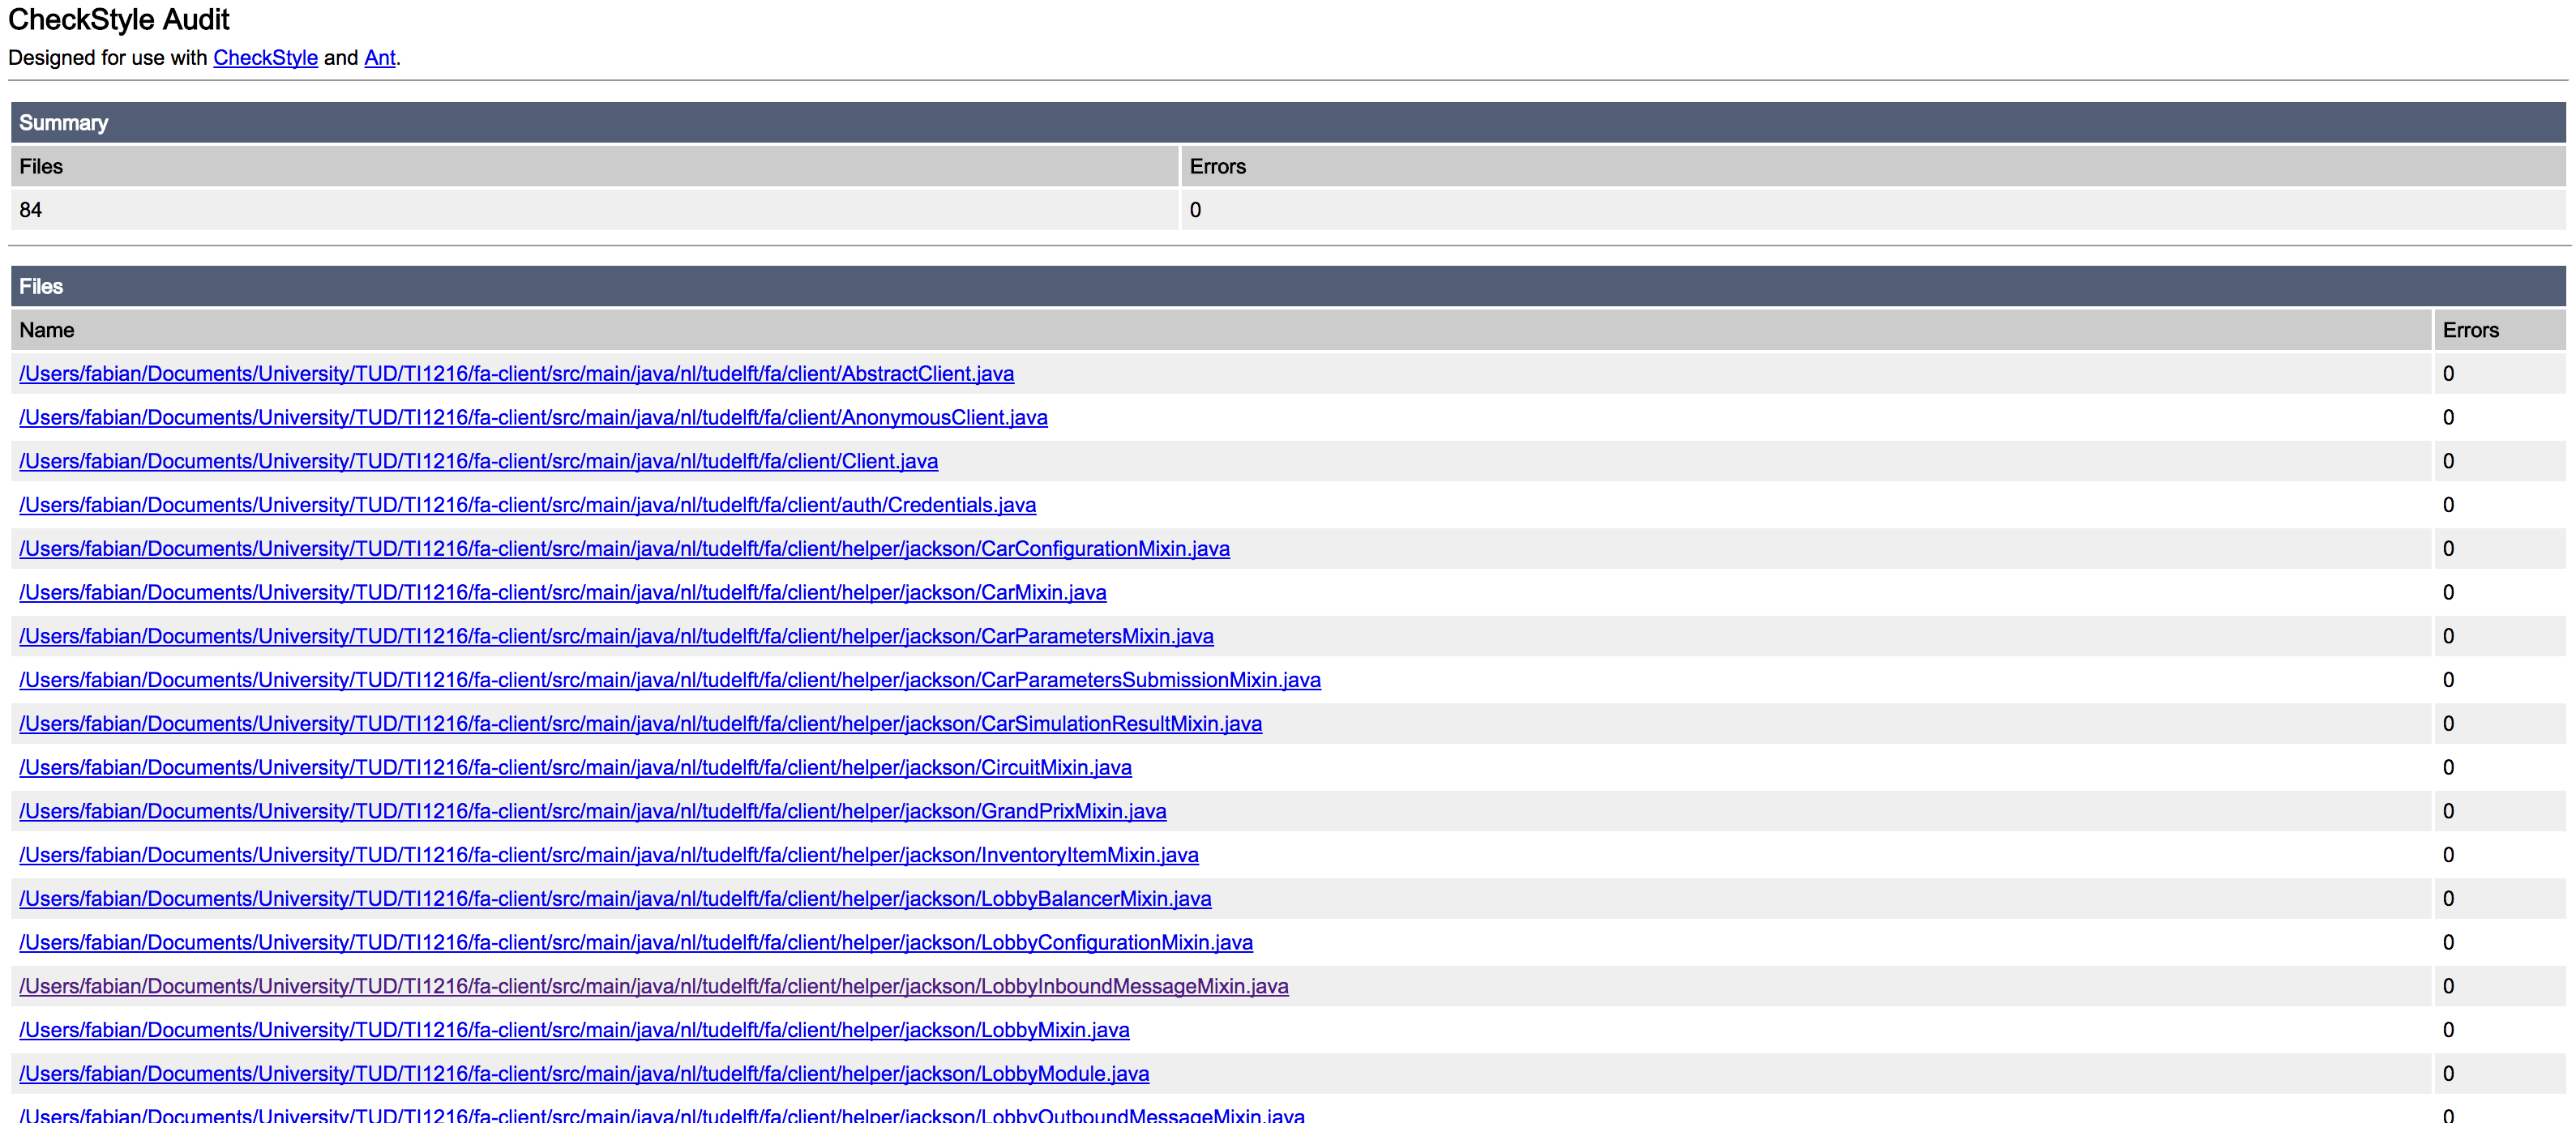 CheckStyle Audit
Designed for use with CheckStyle and Ant.
Summary
Files Errors
84 0
Files
Name Errors
/Users/fabian/Documents/University/TUD/TI1216/fa-client/src/main/java/nl/tudelft/fa/client/AbstractClient.java 0
/Users/fabian/Documents/University/TUD/TI1216/fa-client/src/main/java/nl/tudelft/fa/client/AnonymousClient.java 0
/Users/fabian/Documents/University/TUD/TI1216/fa-client/src/main/java/nl/tudelft/fa/client/Client.java 0
/Users/fabian/Documents/University/TUD/TI1216/fa-client/src/main/java/nl/tudelft/fa/client/auth/Credentials.java 0
/Users/fabian/Documents/University/TUD/TI1216/fa-client/src/main/java/nl/tudelft/fa/client/helper/jackson/CarConfigurationMixin.java 0
/Users/fabian/Documents/University/TUD/TI1216/fa-client/src/main/java/nl/tudelft/fa/client/helper/jackson/CarMixin.java 0
/Users/fabian/Documents/University/TUD/TI1216/fa-client/src/main/java/nl/tudelft/fa/client/helper/jackson/CarParametersMixin.java 0
/Users/fabian/Documents/University/TUD/TI1216/fa-client/src/main/java/nl/tudelft/fa/client/helper/jackson/CarParametersSubmissionMixin.java 0
/Users/fabian/Documents/University/TUD/TI1216/fa-client/src/main/java/nl/tudelft/fa/client/helper/jackson/CarSimulationResultMixin.java 0
/Users/fabian/Documents/University/TUD/TI1216/fa-client/src/main/java/nl/tudelft/fa/client/helper/jackson/CircuitMixin.java 0
/Users/fabian/Documents/University/TUD/TI1216/fa-client/src/main/java/nl/tudelft/fa/client/helper/jackson/GrandPrixMixin.java 0
/Users/fabian/Documents/University/TUD/TI1216/fa-client/src/main/java/nl/tudelft/fa/client/helper/jackson/InventoryItemMixin.java 0
/Users/fabian/Documents/University/TUD/TI1216/fa-client/src/main/java/nl/tudelft/fa/client/helper/jackson/LobbyBalancerMixin.java 0
/Users/fabian/Documents/University/TUD/TI1216/fa-client/src/main/java/nl/tudelft/fa/client/helper/jackson/LobbyConfigurationMixin.java 0
/Users/fabian/Documents/University/TUD/TI1216/fa-client/src/main/java/nl/tudelft/fa/client/helper/jackson/LobbyInboundMessageMixin.java 0
/Users/fabian/Documents/University/TUD/TI1216/fa-client/src/main/java/nl/tudelft/fa/client/helper/jackson/LobbyMixin.java 0
/Users/fabian/Documents/University/TUD/TI1216/fa-client/src/main/java/nl/tudelft/fa/client/helper/jackson/LobbyModule.java 0
/Users/fabian/Documents/University/TUD/TI1216/fa-client/src/main/java/nl/tudelft/fa/client/helper/jackson/LobbyOutboundMessageMixin.java 0